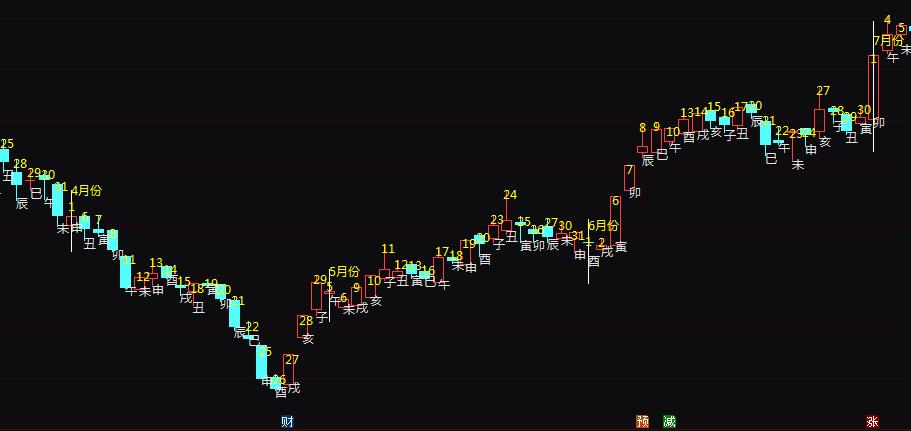 25
丑
28
辰
29
巳
30
午
31
未
4月份
1
申
6
丑
7
寅
8
卯
11
午
12
未
13
申
14
酉
15
戌
18
丑
19
寅
20
卯
21
辰
22
巳
25
申
26
酉
27
戌
28
亥
29
子
5月份
5
午
6
未
9
戌
10
亥
11
子
12
丑
13
寅
16
巳
17
午
18
未
19
申
20
酉
23
子
24
丑
25
寅
26
卯
27
辰
30
未
31
申
6月份
1
酉
2
戌
6
寅
7
卯
8
辰
9
巳
10
午
13
酉
14
戌
15
亥
16
子
17
丑
20
辰
21
巳
22
午
23
未
24
申
27
亥
28
子
29
丑
30
寅
7月份
1
卯
4
午
5
未
财
预
减
涨